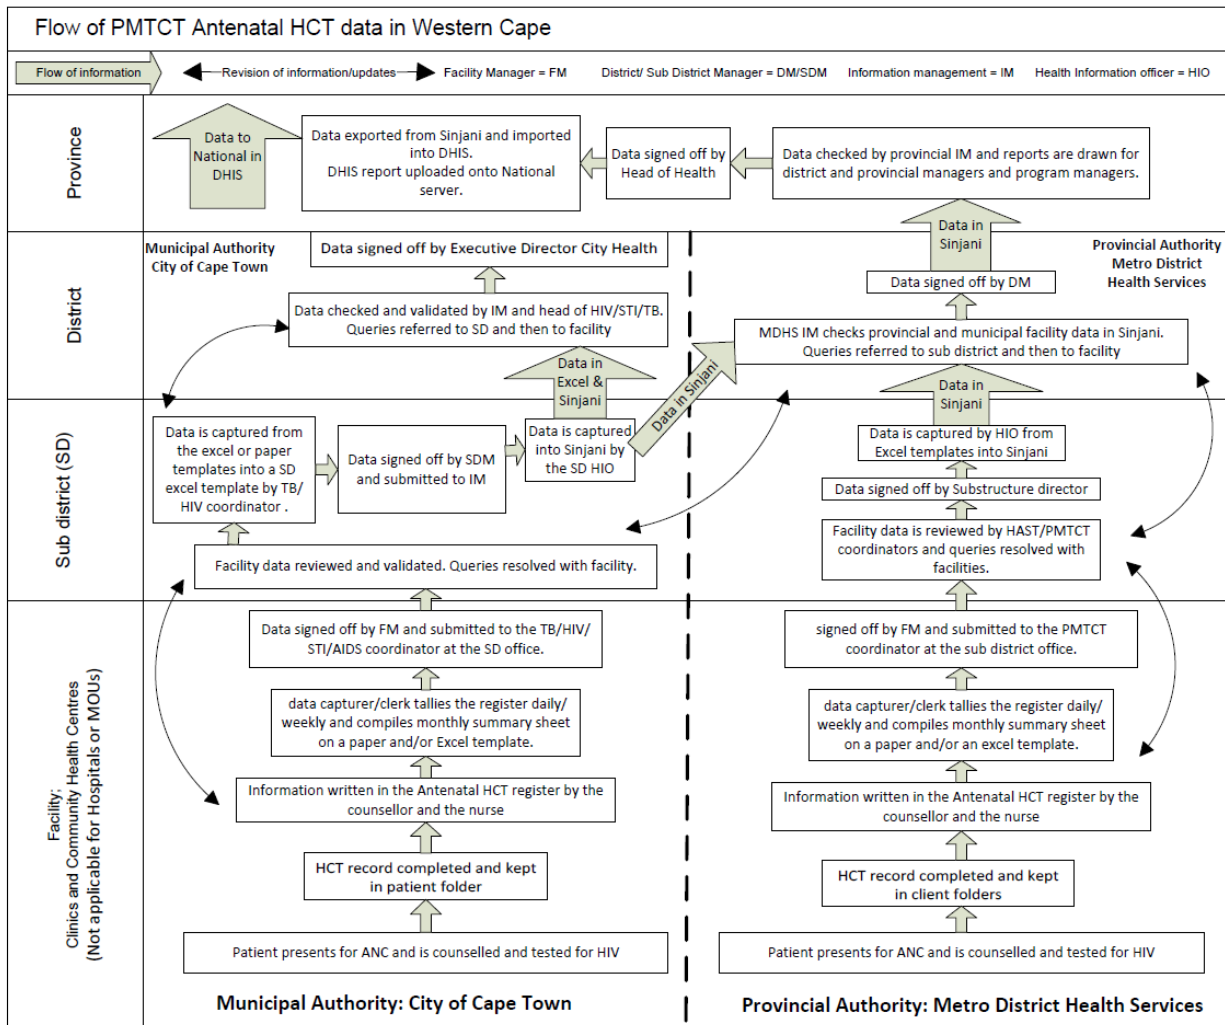 Flow of PMTCT Antenatal HCT data in Western Cape
Flow of information
Revision of information/updates
Facility Manager = FM
District/ Sub District Manager = DM/SDM
Information management = IM
Health Information officer = HIO
Province
Data to
National in
DHIS
Data exported from Sinjani and imported
into DHIS.
DHIS report uploaded onto National
server.
Data signed off by
Head of Health
Data checked by provincial IM and reports are drawn for
district and provincial managers and program managers.
Data in
Sinjani
District
Municipal Authority
City of Cape Town
Data signed off by Executive Director City Health
Provincial Authority
Metro District
Health Services
Data signed off by DM
Data checked and validated by IM and head of HIV/STI/TB.
Queries referred to SD and then to facility
MDHS IM checks provincial and municipal facility data in Sinjani.
Queries referred to sub district and then to facility
Data in
Excel &
Sinjani
Data in Sinjani
Data in
Sinjani
Sub district (SD)
Data is captured from
the excel or paper
templates into a SD
excel template by TB/
HIV coordinator .
Data signed off by SDM
and submitted to IM
Data is captured
into Sinjani by
the SD HIO
Data is captured by HIO from
Excel templates into Sinjani
Data signed off by Substructure director
Facility data is reviewed by HAST/PMTCT
coordinators and queries resolved with
facilities.
Facility data reviewed and validated. Queries resolved with facility.
Facility;
Clinics and Community Health Centres
(Not applicable for Hospitals or MOUs)
Data signed off by FM and submitted to the TB/HIV/
STI/AIDS coordinator at the SD office.
signed off by FM and submitted to the PMTCT
coordinator at the sub district office.
data capturer/clerk tallies the register daily/
weekly and compiles monthly summary sheet
on a paper and/or Excel template.
data capturer/clerk tallies the register daily/
weekly and compiles monthly summary sheet
on a paper and/or an excel template.
Information written in the Antenatal HCT register by the
counsellor and the nurse
Information written in the Antenatal HCT register by the
counsellor and the nurse
HCT record completed and kept
in patient folder
HCT record completed and kept
in client folders
Patient presents for ANC and is counselled and tested for HIV
Patient presents for ANC and is counselled and tested for HIV
Municipal Authority: City of Cape Town
Provincial Authority: Metro District Health Services